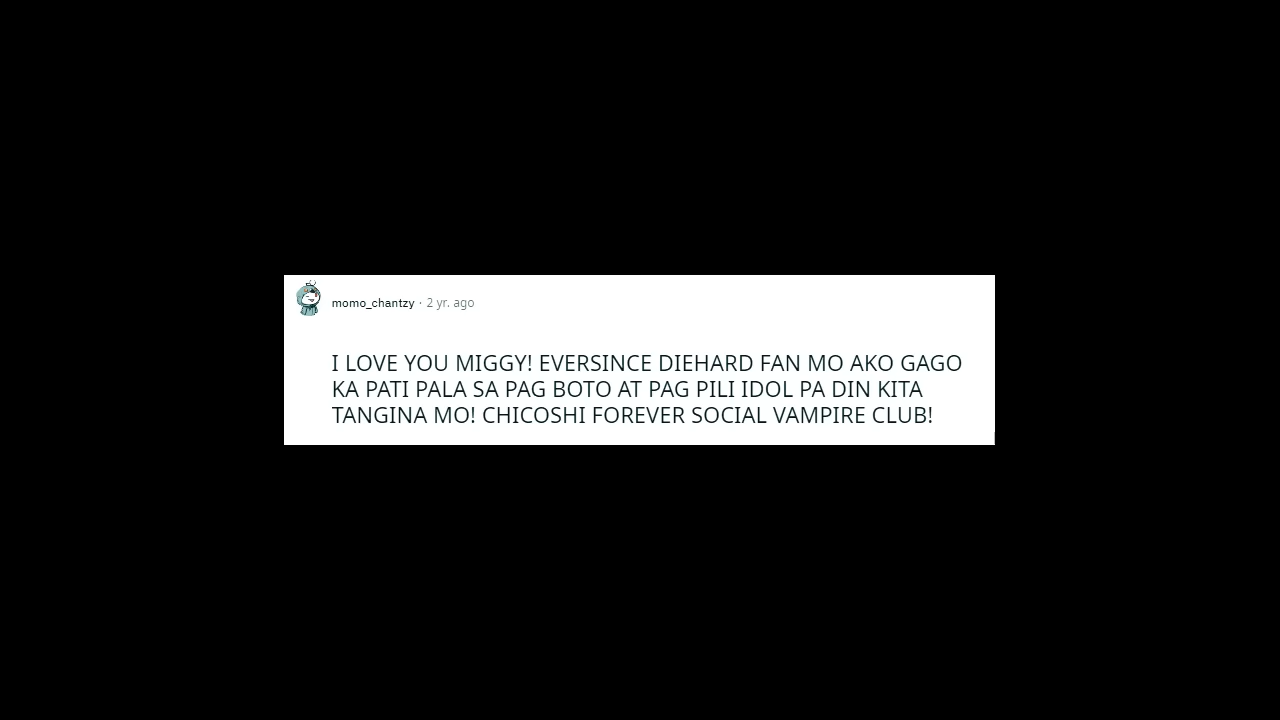 momo_chantzy · 2 yr. ago
I LOVE YOU MIGGY! EVERSINCE DIEHARD FAN MO AKO GAGO
KA PATI PALA SA PAG BOTO AT PAG PILI IDOL PA DIN KITA
TANGINA MO! CHICOSHI FOREVER SOCIAL VAMPIRE CLUB!